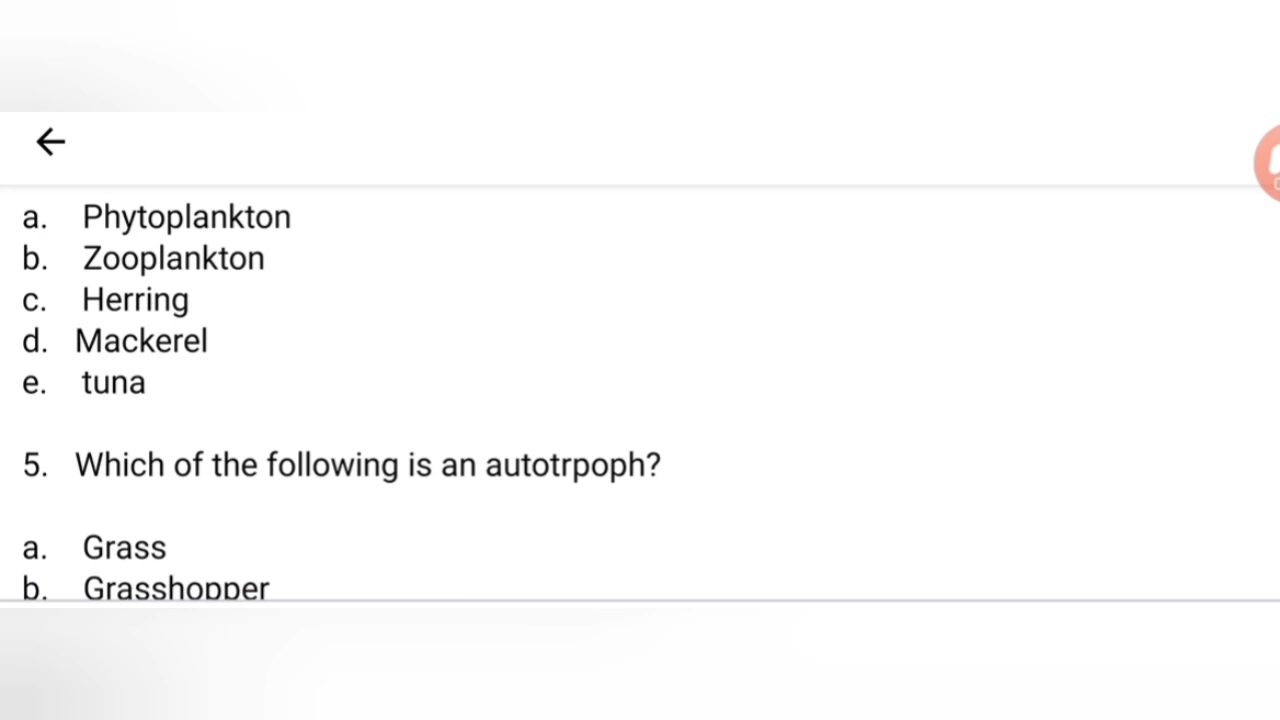 a. Phytoplankton
b. Zooplankton
c. Herring
d. Mackerel
e. tuna
5. Which of the following is an autotrpoph?
a. Grass
b. Grasshopper